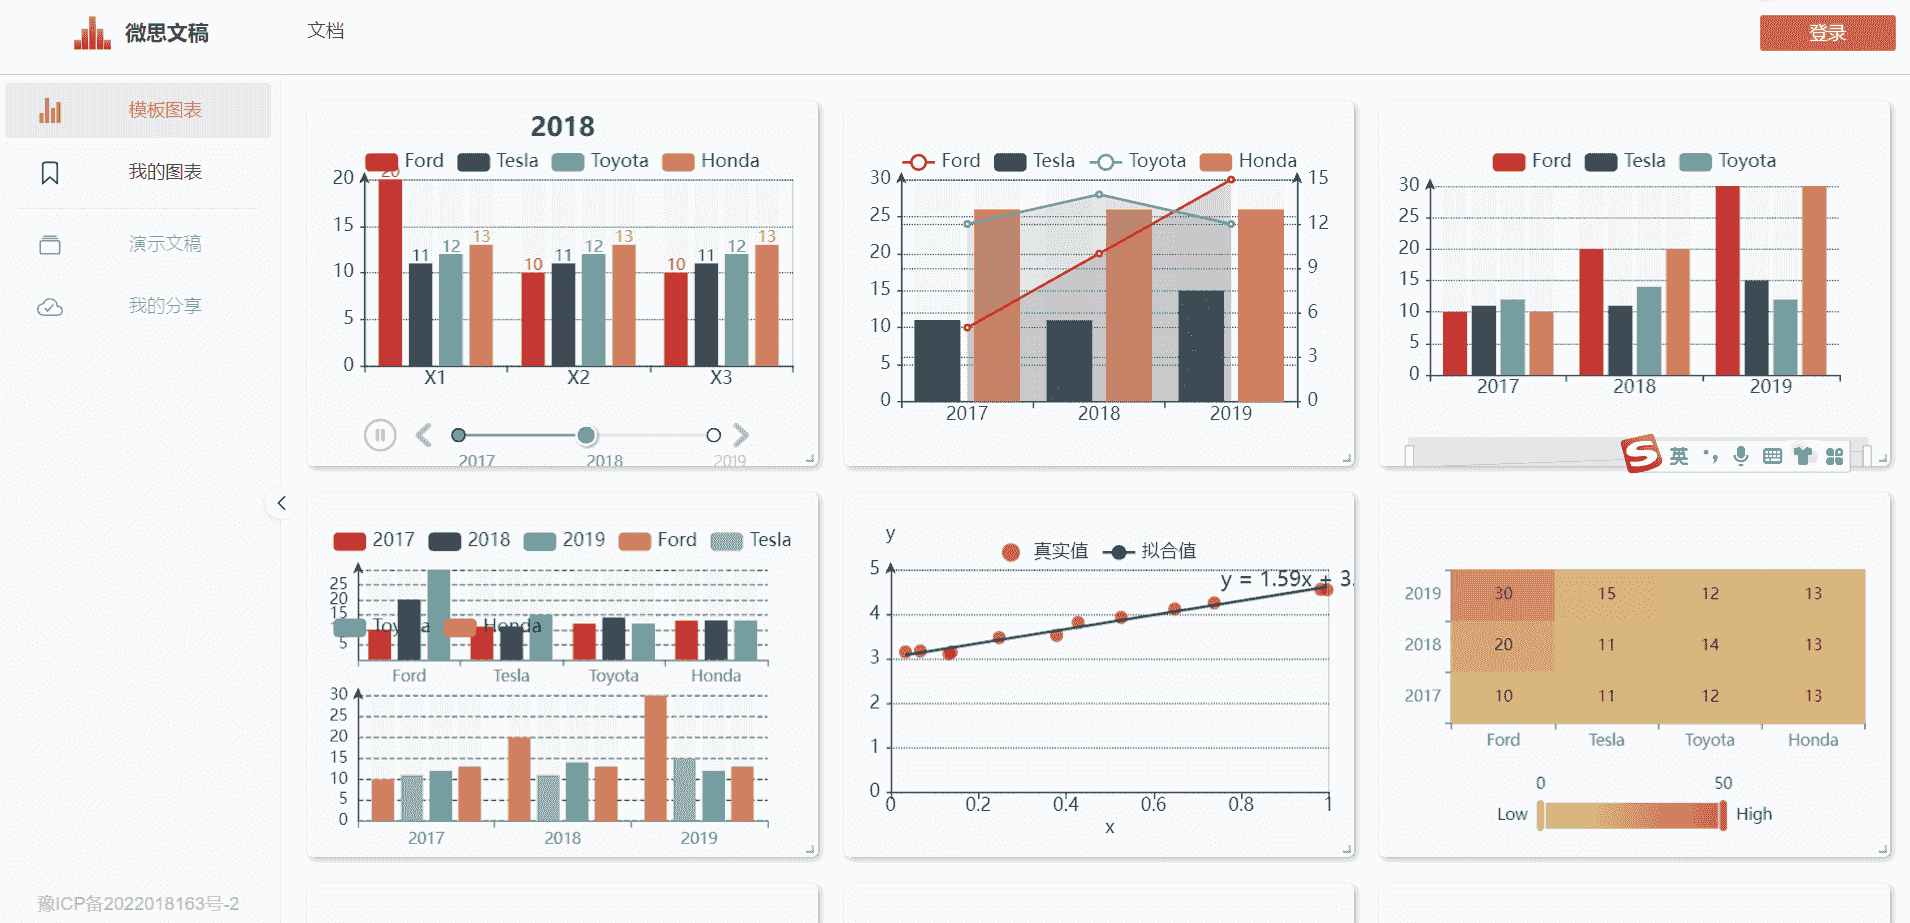 微思文稿
文档
登录
模板图表
我的图表
演示文稿
我的分享
豫ICP备2022018163号-2
2018
Ford Tesla Toyota Honda
20
20
15
11 12 13 11 12 13 11 12 13
10 10 10
5
0
X1 X2 X3
2017 2018 2019
Ford Tesla Toyota Honda
30 15
25 12
20 9
15
10 6
5 3
0 0
2017 2018 2019
Ford Tesla Toyota
30
25
20
15
10
5
0
2017 2018 2019
英
2017 2018 2019 Ford Tesla
25
20
15
Toyota Honda
5
Ford Tesla Toyota Honda
30
25
20
15
10
5
0
2017 2018 2019
y
真实值 拟合值
y = 1.59x + 3.
5
4
3
2
1
0
0 0.2 0.4 0.6 0.8 1
x
2019 30 15 12 13
2018 20 11 14 13
2017 10 11 12 13
Ford Tesla Toyota Honda
0 50
Low High